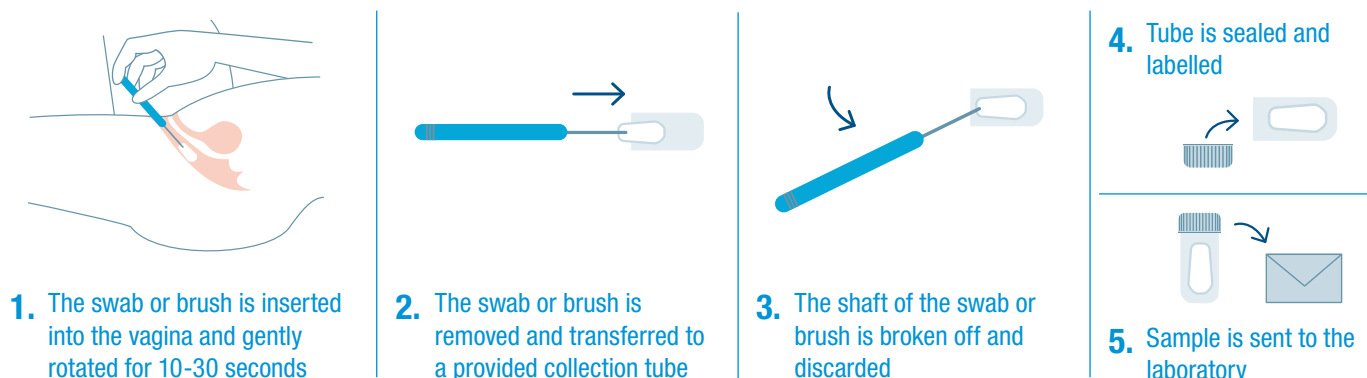 1. The swab or brush is inserted
into the vagina and gently
rotated for 10-30 seconds
2. The swab or brush is
removed and transferred to
a provided collection tube
3. The shaft of the swab or
brush is broken off and
discarded
4. Tube is sealed and
labelled
5. Sample is sent to the
laboratory